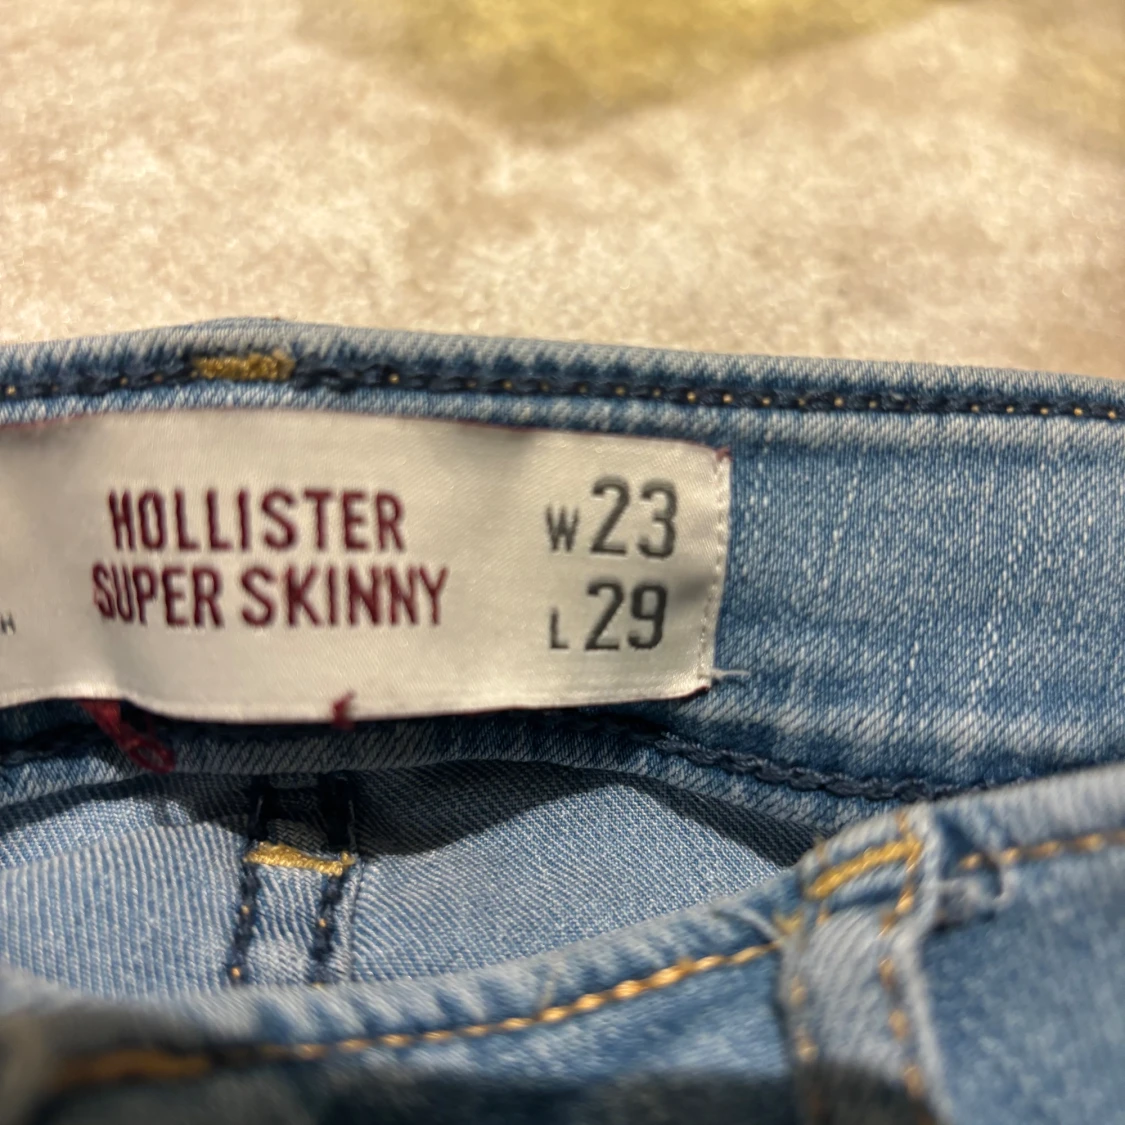 HOLLISTER
SUPER SKINNY
W23
L29